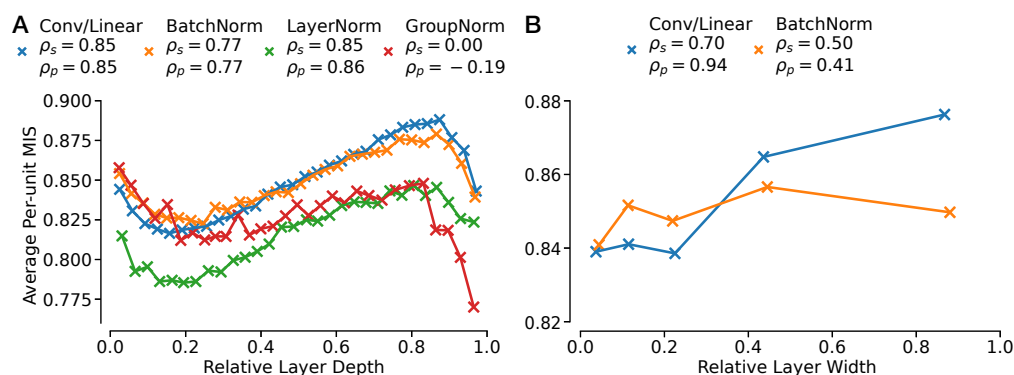 A
Conv/Linear BatchNorm LayerNorm GroupNorm
ρs = 0.85 ρs = 0.77 ρs = 0.85 ρs = 0.00
ρp = 0.85 ρp = 0.77 ρp = 0.86 ρp = −0.19
0.900
0.875
0.850
0.825
0.800
0.775
Average Per-unit MIS
0.0 0.2 0.4 0.6 0.8 1.0
Relative Layer Depth
B
Conv/Linear BatchNorm
ρs = 0.70 ρs = 0.50
ρp = 0.94 ρp = 0.41
0.88
0.86
0.84
0.82
0.0 0.2 0.4 0.6 0.8 1.0
Relative Layer Width